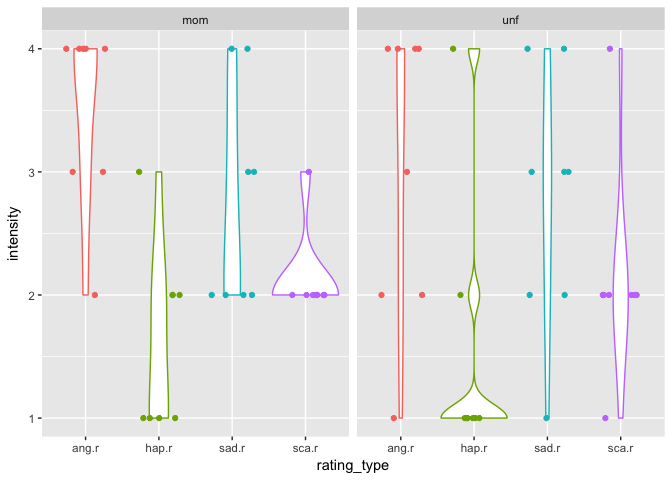 mom unf
4
3
2
1
intensity
ang.r hap.r sad.r sca.r ang.r hap.r sad.r sca.r
rating_type